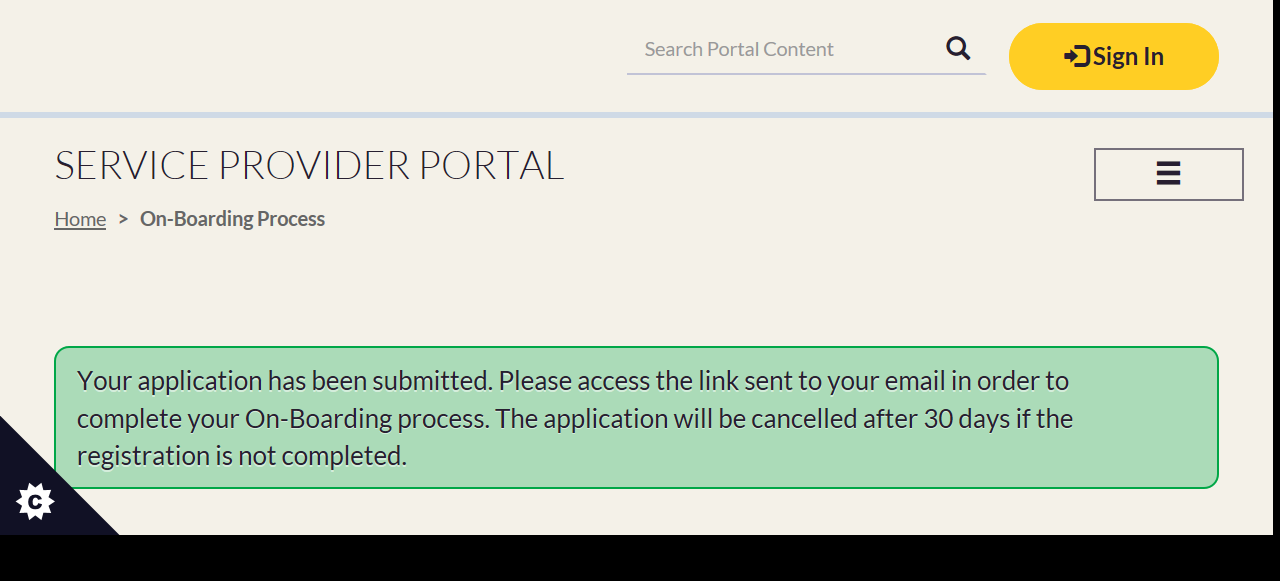 Search Portal Content
Sign In
SERVICE PROVIDER PORTAL
Home > On-Boarding Process
Your application has been submitted. Please access the link sent to your email in order to
complete your On-Boarding process. The application will be cancelled after 30 days if the
registration is not completed.
C